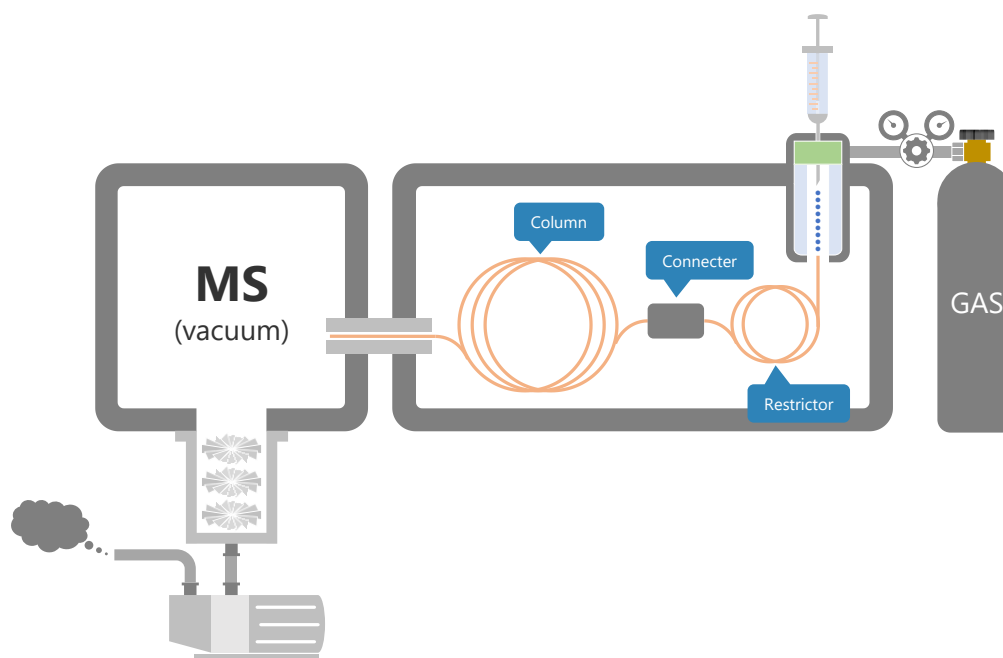 Column
Connecter
MS
(vacuum)
GAS
Restrictor